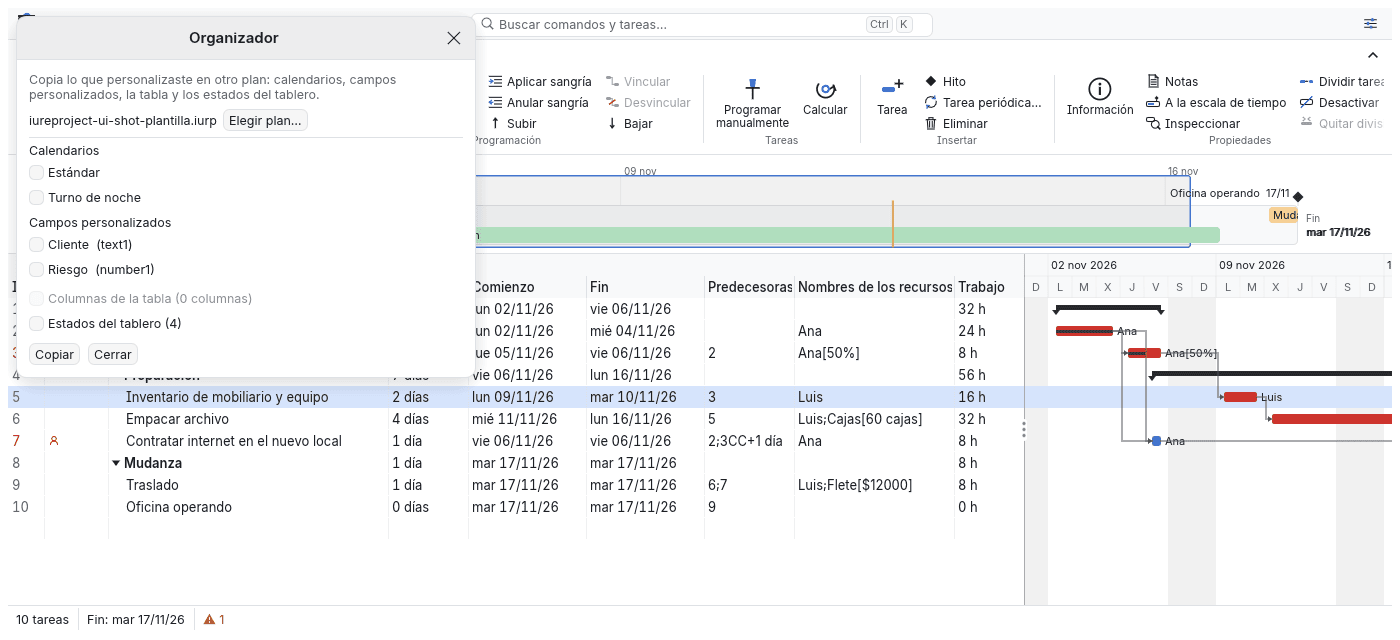 Organizador
Buscar comandos y tareas...
Ctrl K
Copia lo que personalizaste en otro plan: calendarios, campos
personalizados, la tabla y los estados del tablero.
iureproject-ui-shot-plantilla.iurp Elegir plan...
Calendarios
Estándar
Turno de noche
Campos personalizados
Cliente (text1)
Riesgo (number1)
Columnas de la tabla (0 columnas)
Estados del tablero (4)
Copiar Cerrar
Aplicar sangría Vincular
Anular sangría Desvincular
Subir Bajar
Programación
Programar
manualmente
Calcular
Tareas
Tarea
Hito
Tarea periódica...
Eliminar
Insertar
Información
Notas
A la escala de tiempo
Inspeccionar
Dividir tarea
Desactivar
Quitar divis
Propiedades
09 nov 16 nov
Oficina operando 17/11
Muda
Fin
mar 17/11/26
02 nov 2026 09 nov 2026 1
Comienzo Fin Predecesoras Nombres de los recursos Trabajo D L M X J V S D L M X J V S D L
lun 02/11/26 vie 06/11/26 32 h
lun 02/11/26 mié 04/11/26 Ana 24 h Ana
jue 05/11/26 vie 06/11/26 2 Ana[50%] 8 h Ana[50%]
4 Preparación 7 días vie 06/11/26 lun 16/11/26 56 h
5 Inventario de mobiliario y equipo 2 días lun 09/11/26 mar 10/11/26 3 Luis 16 h Luis
6 Empacar archivo 4 días mié 11/11/26 lun 16/11/26 5 Luis;Cajas[60 cajas] 32 h
7 Contratar internet en el nuevo local 1 día vie 06/11/26 vie 06/11/26 2;3CC+1 día Ana 8 h Ana
8 Mudanza 1 día mar 17/11/26 mar 17/11/26 8 h
9 Traslado 1 día mar 17/11/26 mar 17/11/26 6;7 Luis;Flete[$12000] 8 h
10 Oficina operando 0 días mar 17/11/26 mar 17/11/26 9 0 h
10 tareas Fin: mar 17/11/26 1